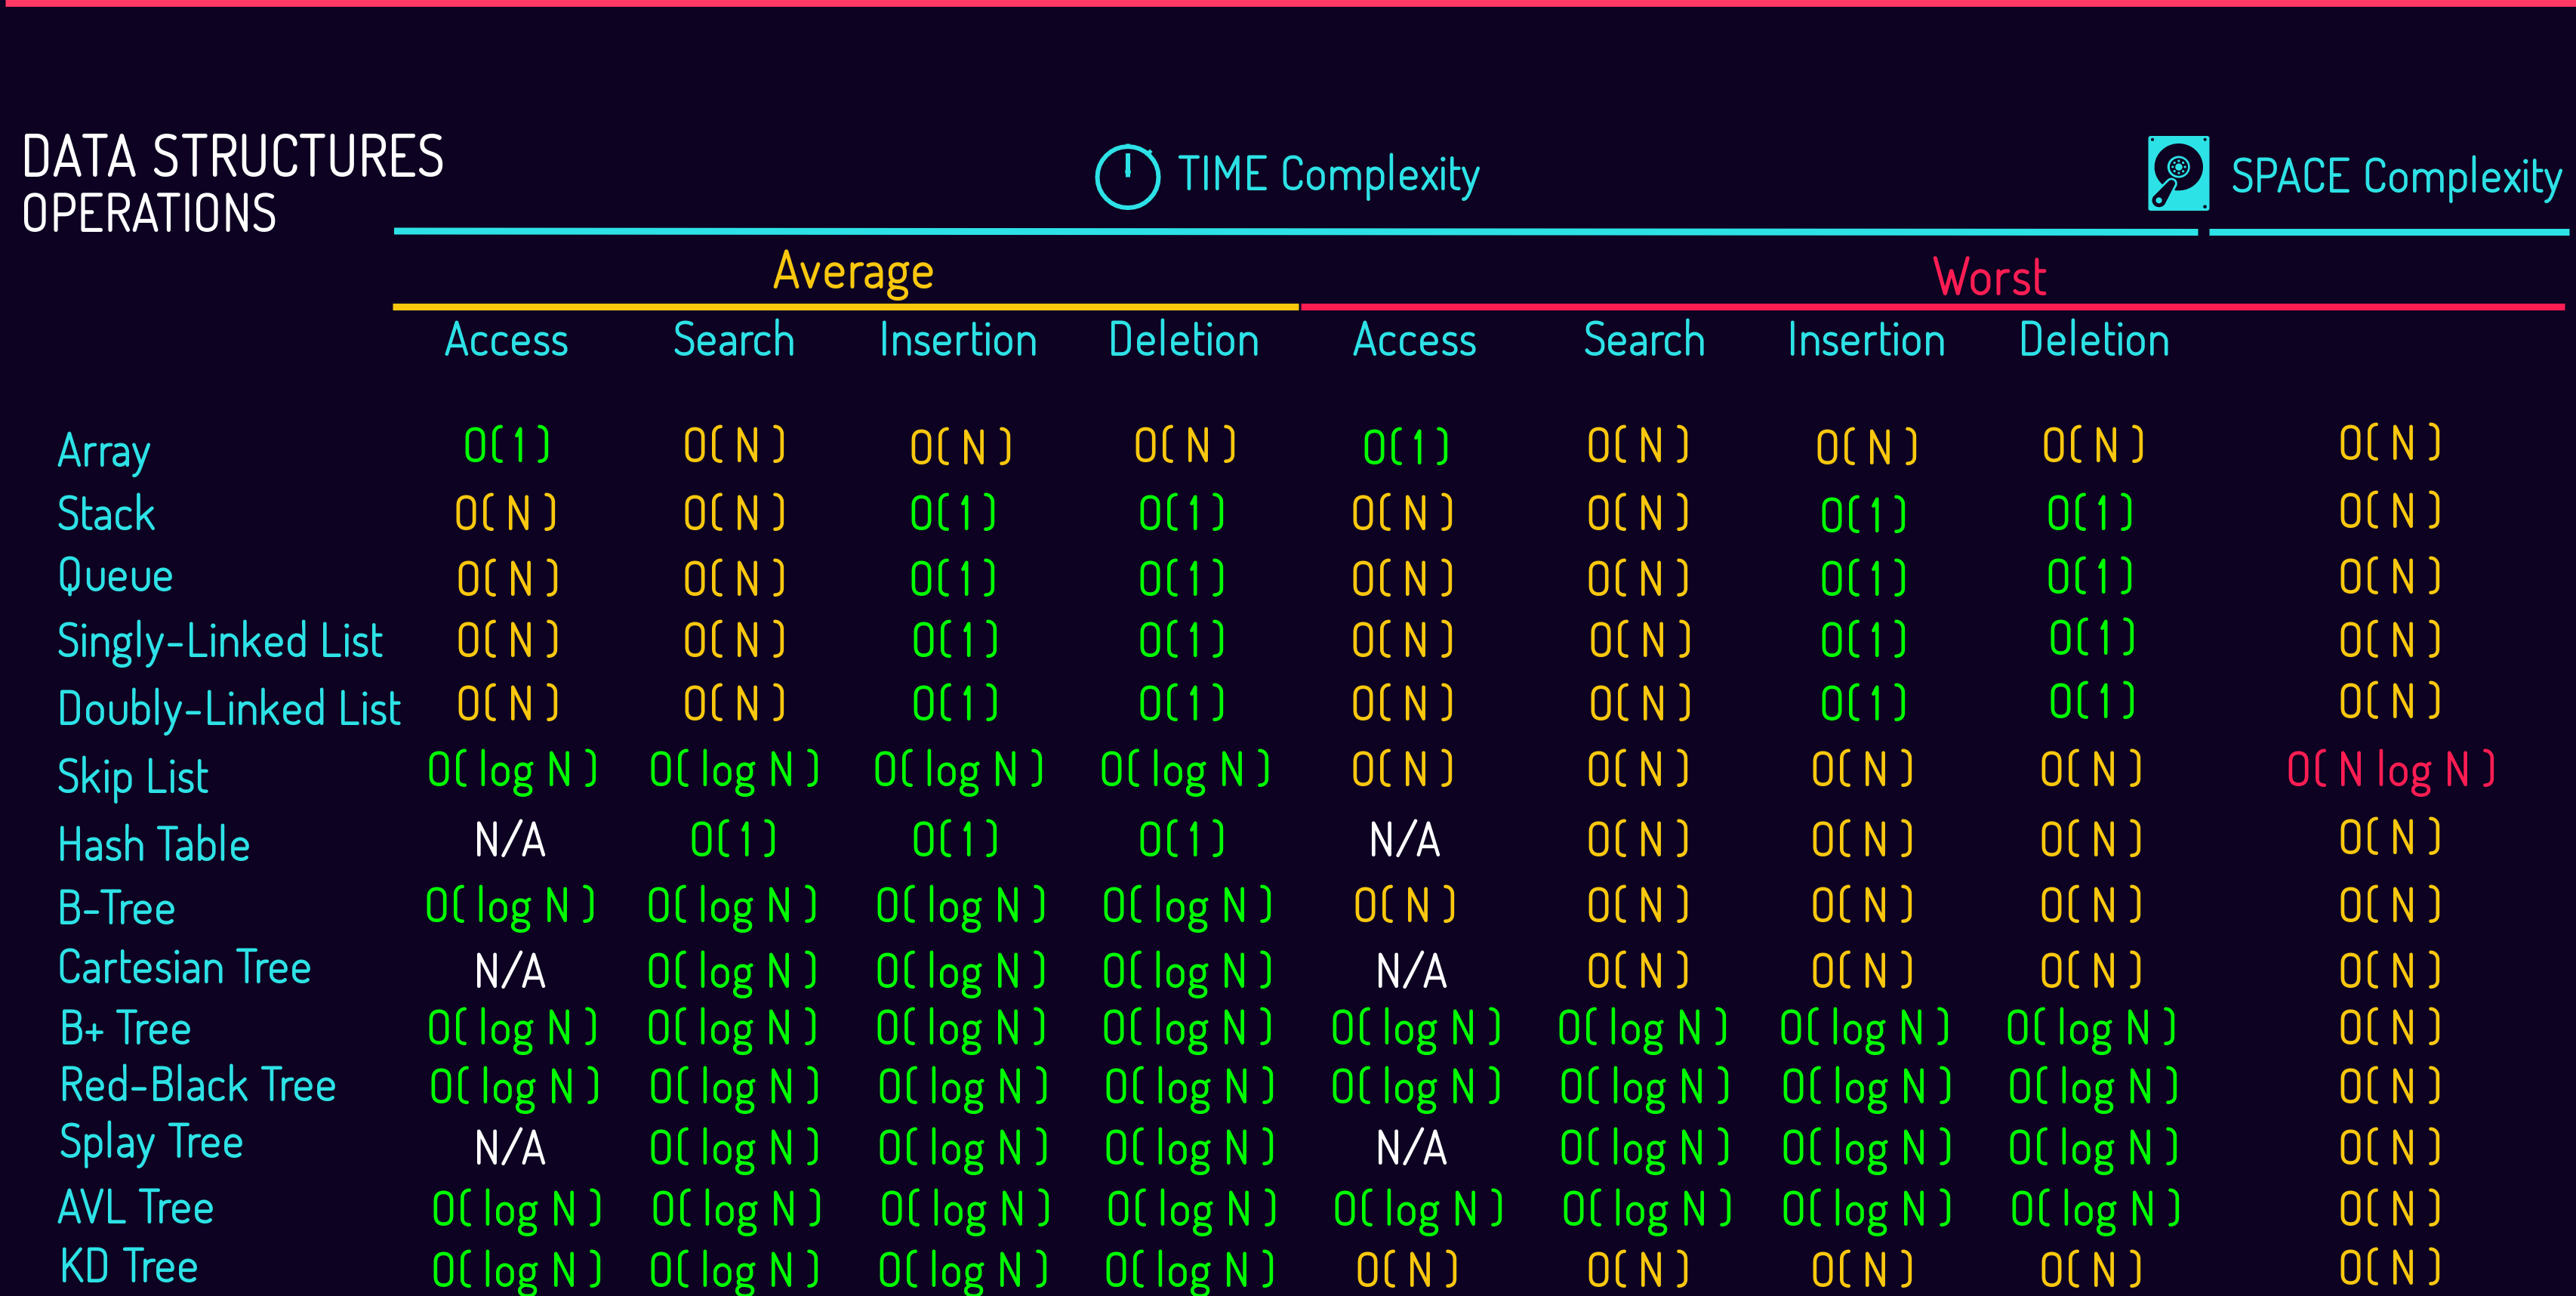 DATA STRUCTURES
OPERATIONS
TIME Complexity SPACE Complexity
Average Worst
Access Search Insertion Deletion Access Search Insertion Deletion
Array O( 1 ) O( N ) O( N ) O( N ) O( 1 ) O( N ) O( N ) O( N ) O( N )
Stack O( N ) O( N ) O( 1 ) O( 1 ) O( N ) O( N ) O( 1 ) O( 1 ) O( N )
Queue O( N ) O( N ) O( 1 ) O( 1 ) O( N ) O( N ) O( 1 ) O( 1 ) O( N )
Singly-Linked List O( N ) O( N ) O( 1 ) O( 1 ) O( N ) O( N ) O( 1 ) O( 1 ) O( N )
Doubly-Linked List O( N ) O( N ) O( 1 ) O( 1 ) O( N ) O( N ) O( 1 ) O( 1 ) O( N )
Skip List O( log N ) O( log N ) O( log N ) O( log N ) O( N ) O( N ) O( N ) O( N ) O( N log N )
Hash Table N/A O( 1 ) O( 1 ) O( 1 ) N/A O( N ) O( N ) O( N ) O( N )
B-Tree O( log N ) O( log N ) O( log N ) O( log N ) O( N ) O( N ) O( N ) O( N ) O( N )
Cartesian Tree N/A O( log N ) O( log N ) O( log N ) N/A O( N ) O( N ) O( N ) O( N )
B+ Tree O( log N ) O( log N ) O( log N ) O( log N ) O( log N ) O( log N ) O( log N ) O( log N ) O( N )
Red-Black Tree O( log N ) O( log N ) O( log N ) O( log N ) O( log N ) O( log N ) O( log N ) O( log N ) O( N )
Splay Tree N/A O( log N ) O( log N ) O( log N ) N/A O( log N ) O( log N ) O( log N ) O( N )
AVL Tree O( log N ) O( log N ) O( log N ) O( log N ) O( log N ) O( log N ) O( log N ) O( log N ) O( N )
KD Tree O( log N ) O( log N ) O( log N ) O( log N ) O( N ) O( N ) O( N ) O( N ) O( N )